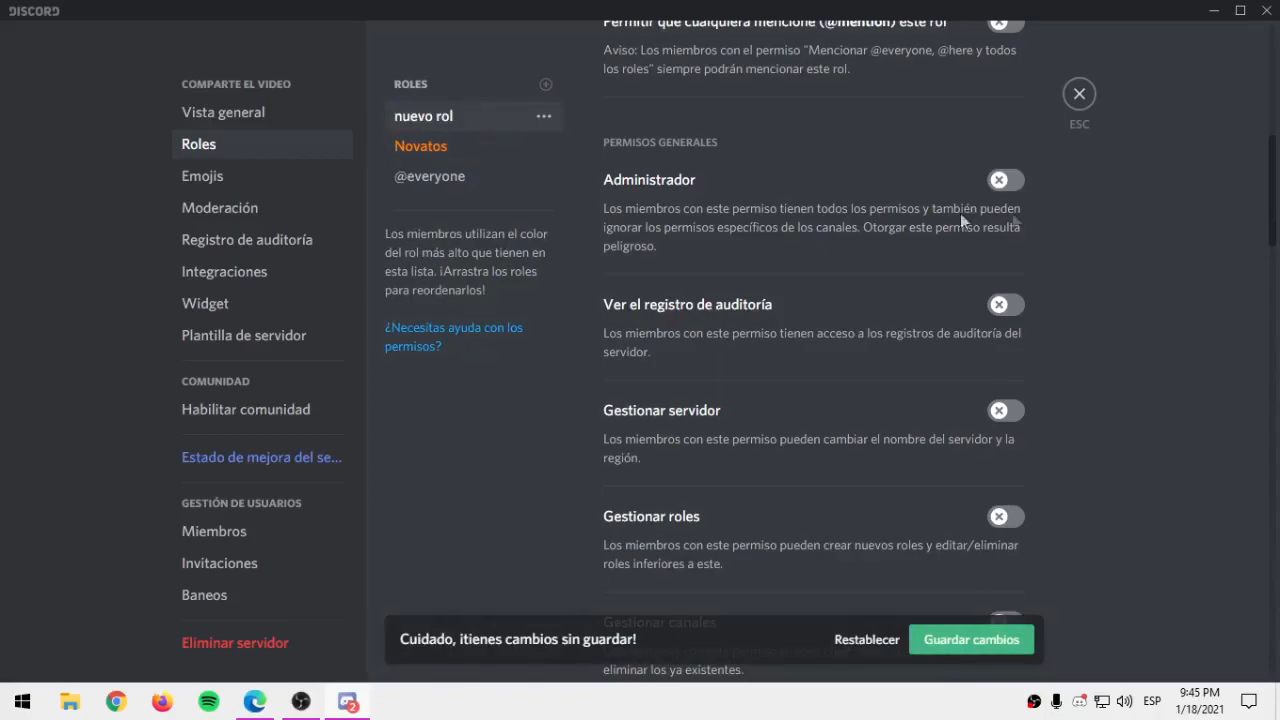 DISCORD
COMPARTE EL VIDEO
Vista general
Roles
Emojis
Moderación
Registro de auditoría
Integraciones
Widget
Plantilla de servidor
COMUNIDAD
Habilitar comunidad
Estado de mejora del se...
GESTIÓN DE USUARIOS
Miembros
Invitaciones
Baneos
Eliminar servidor
ROLES
nuevo rol
Novatos
@everyone
Los miembros utilizan el color
del rol más alto que tienen en
esta lista. ¡Arrastra los roles
para reordenarlos!
¿Necesitas ayuda con los
permisos?
Permitir que cualquiera mencione (@mention) este rol
Aviso: Los miembros con el permiso "Mencionar @everyone, @here y todos
los roles" siempre podrán mencionar este rol.
PERMISOS GENERALES
Administrador
Los miembros con este permiso tienen todos los permisos y también pueden
ignorar los permisos específicos de los canales. Otorgar este permiso resulta
peligroso.
Ver el registro de auditoría
Los miembros con este permiso tienen acceso a los registros de auditoría del
servidor.
Gestionar servidor
Los miembros con este permiso pueden cambiar el nombre del servidor y la
región.
Gestionar roles
Los miembros con este permiso pueden crear nuevos roles y editar/eliminar
roles inferiores a este.
Gestionar canales
eliminar los ya existentes.
Cuidado, ¡tienes cambios sin guardar!
Restablecer
Guardar cambios
ESC
2
ESP
9:45 PM
1/18/2021